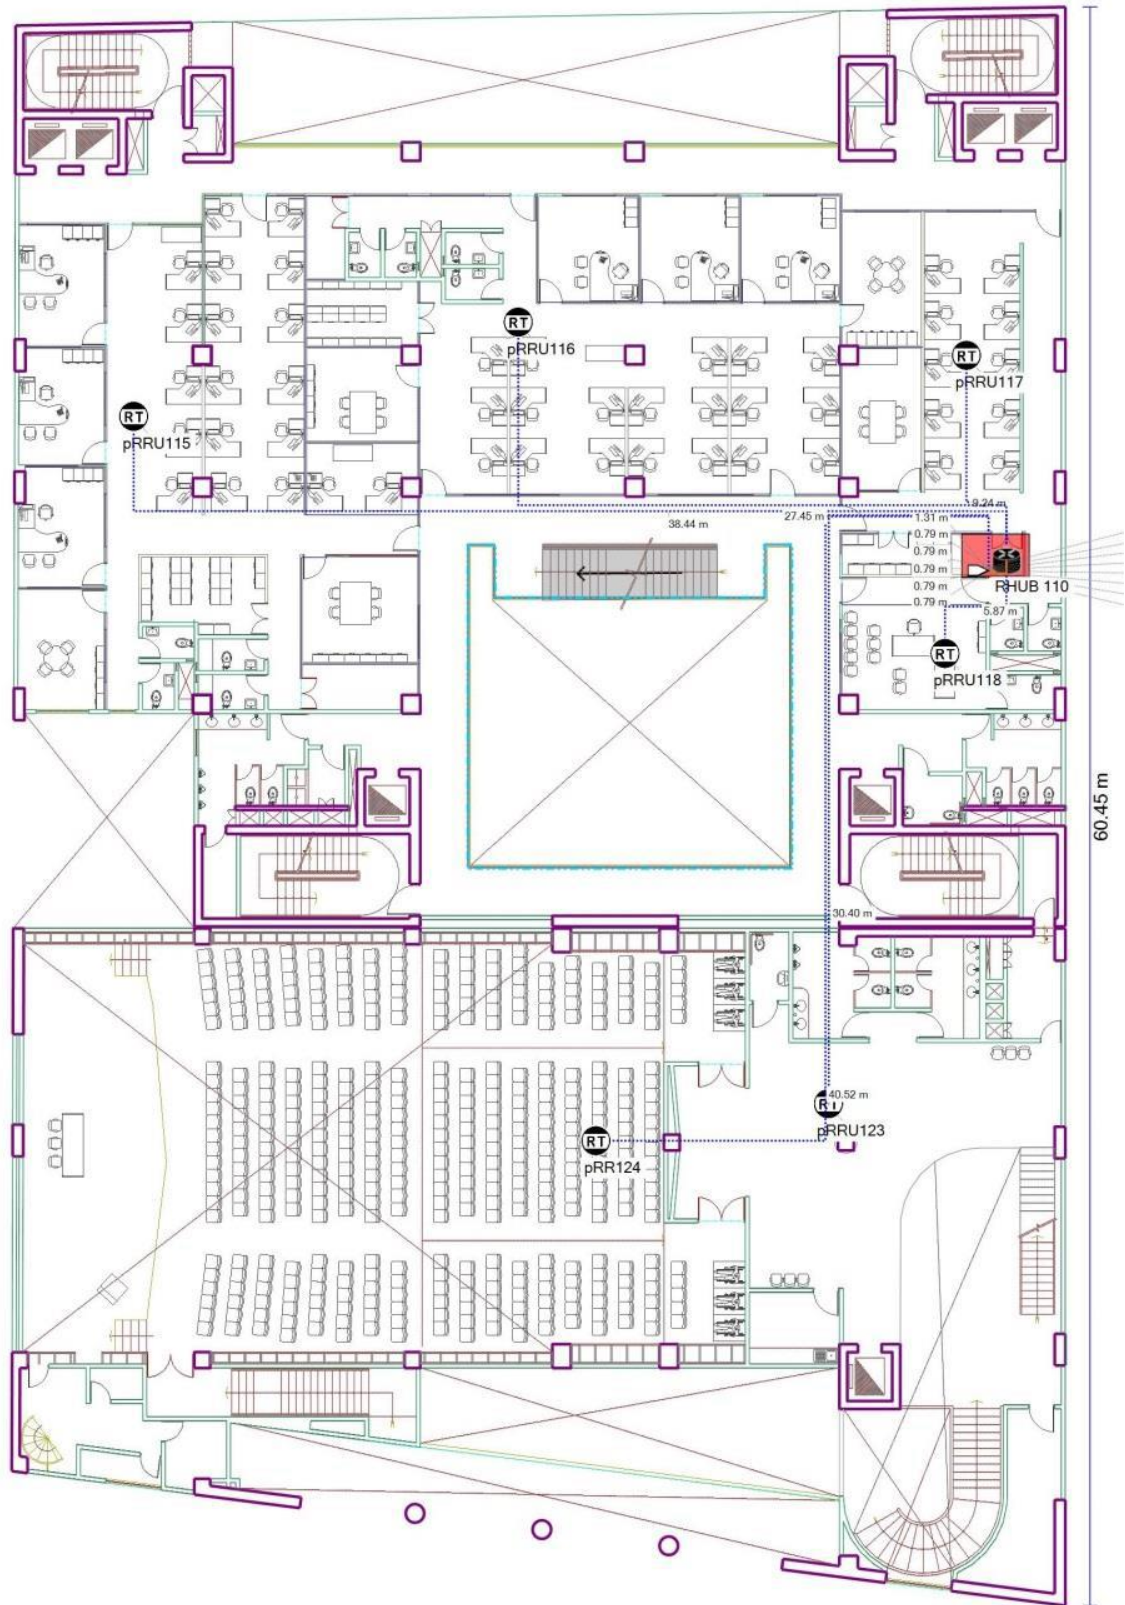 RT
pRRU116
RT
pRRU117
RT
pRRU115
9.24 m
27.45 m
1.31 m
38.44 m
0.79 m
0.79 m
0.79 m
0.79 m
RHUB 110
0.79 m
5.87 m
RT
pRRU118
60.45 m
30.40 m
40.52 m
RT
pRRU123
RT
pRR124